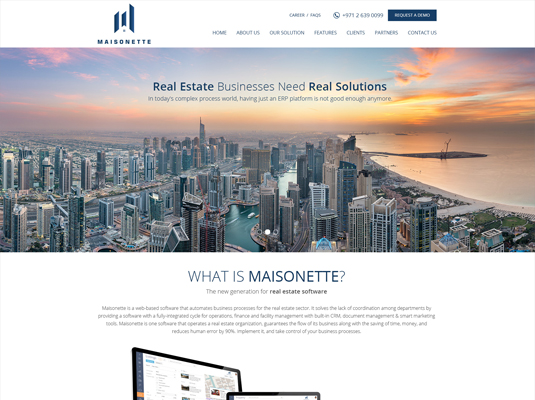 CAREER / FAQS
+971 2 639 0099
REQUEST A DEMO
MAISONETTE
HOME ABOUT US OUR SOLUTION FEATURES CLIENTS PARTNERS CONTACT US
Real Estate Businesses Need Real Solutions
In today's complex process world, having just an ERP platform is not good enough anymore.
WHAT IS MAISONETTE?
The new generation for real estate software
Maisonette is a web-based software that automates business processes for the real estate sector. It solves the lack of coordination among departments by
providing a software with a fully-integrated cycle for operations, finance and facility management with built-in CRM, document management & smart marketing
tools. Maisonette is one software that operates a real estate organisation, guarantees the flow of its business along with the saving of time, money, and
reduces human error by 90%. Implement it, and take control of your business processes.